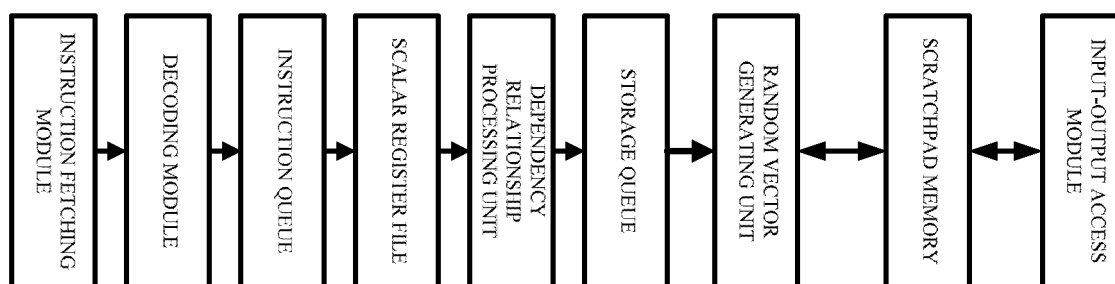 INSTRUCTION FETCHING
MODULE
DECODING MODULE
INSTRUCTION QUEUE
SCALAR REGISTER FILE
DEPENDENCY
RELATIONSHIP
PROCESSING UNIT
STORAGE QUEUE
RANDOM VECTOR
GENERATING UNIT
SCRATCHPAD MEMORY
INPUT-OUTPUT ACCESS
MODULE